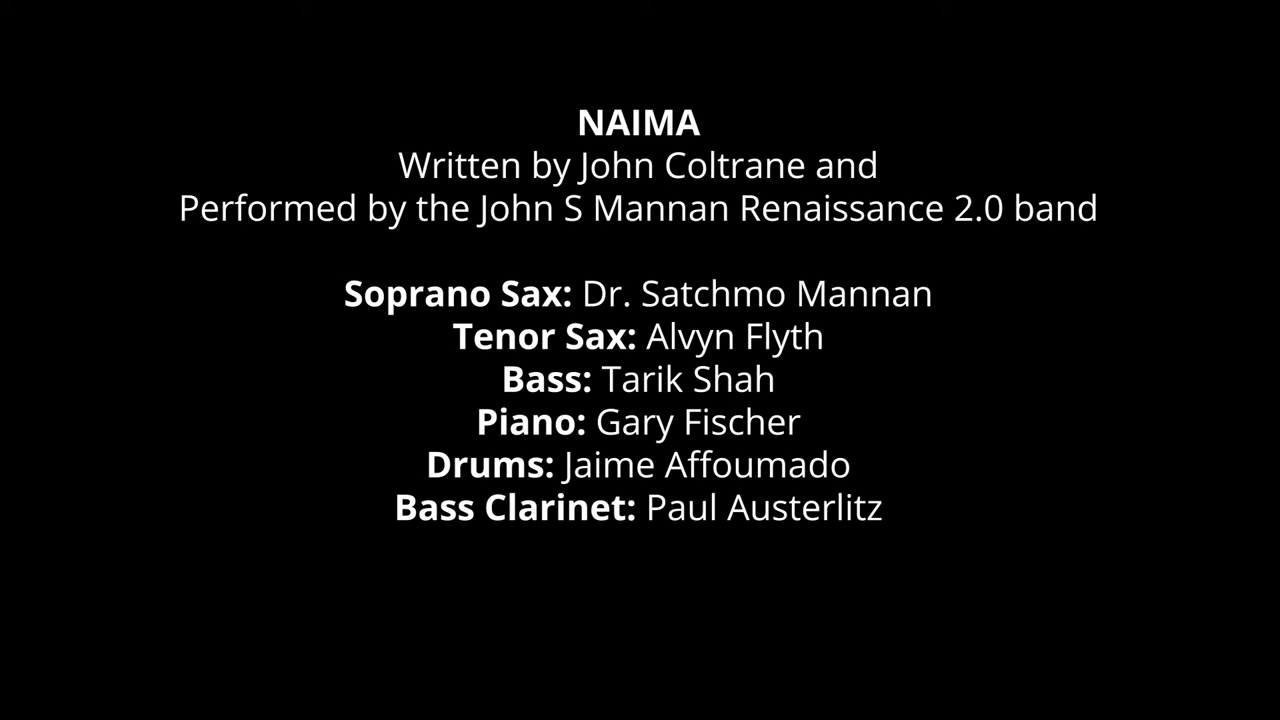 NAIMA
Written by John Coltrane and
Performed by the John S Mannan Renaissance 2.0 band
Soprano Sax: Dr. Satchmo Mannan
Tenor Sax: Alvyn Flyth
Bass: Tarik Shah
Piano: Gary Fischer
Drums: Jaime Affoumado
Bass Clarinet: Paul Austerlitz